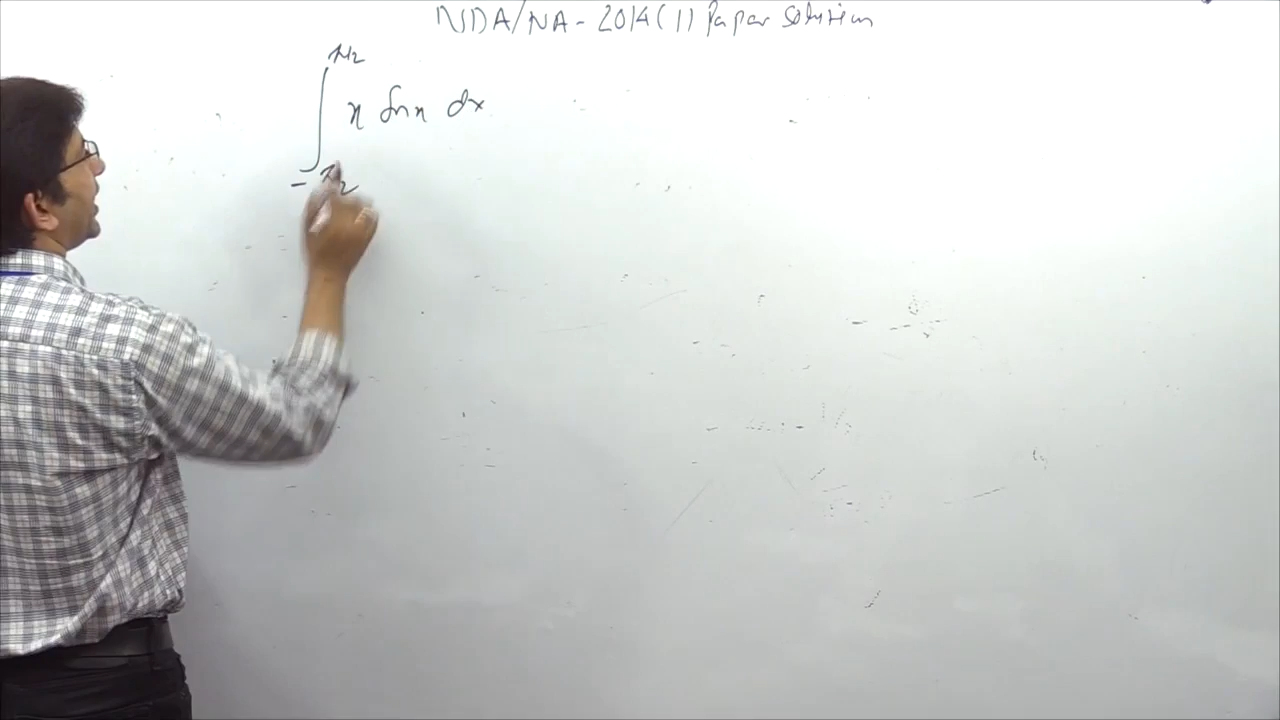 NDA/NA - 2014 (1) Paper Solution
∫_{-π/2}^{π/2} x sin x dx